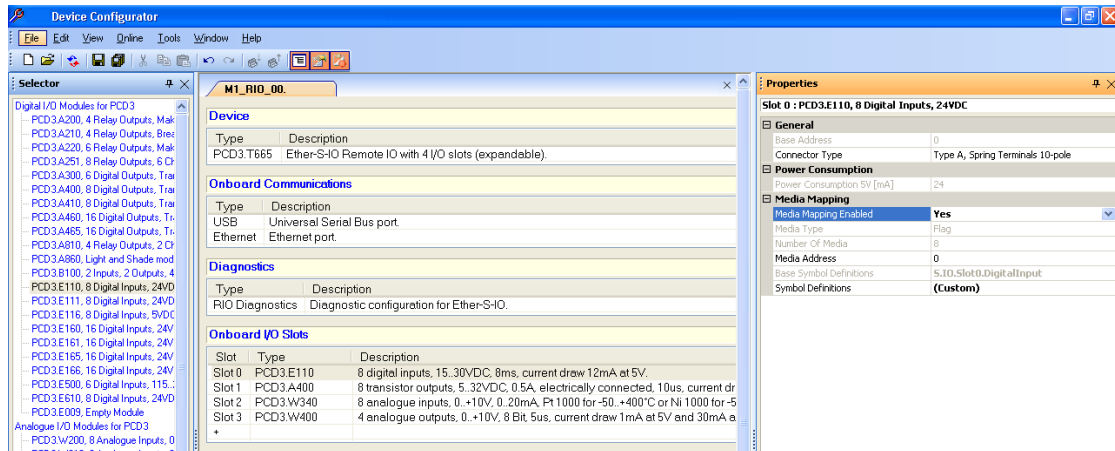 Device Configurator
File Edit View Online Tools Window Help
Selector
Digital I/O Modules for PCD3
PCD3.A200, 4 Relay Outputs, Mak
PCD3.A210, 4 Relay Outputs, Brea
PCD3.A220, 6 Relay Outputs, Mak
PCD3.A251, 8 Relay Outputs, 6 Ch
PCD3.A300, 6 Digital Outputs, Tran
PCD3.A400, 8 Digital Outputs, Tran
PCD3.A410, 8 Digital Outputs, Tran
PCD3.A460, 16 Digital Outputs, Tr
PCD3.A465, 16 Digital Outputs, Tr
PCD3.A810, 4 Relay Outputs, 2 Ch
PCD3.A860, Light and Shade mod
PCD3.B100, 2 Inputs, 2 Outputs, 4
PCD3.E110, 8 Digital Inputs, 24VD
PCD3.E111, 8 Digital Inputs, 24VD
PCD3.E116, 8 Digital Inputs, 5VDC
PCD3.E160, 16 Digital Inputs, 24V
PCD3.E161, 16 Digital Inputs, 24V
PCD3.E165, 16 Digital Inputs, 24V
PCD3.E166, 16 Digital Inputs, 24V
PCD3.E500, 6 Digital Inputs, 115..
PCD3.E610, 8 Digital Inputs, 24VD
PCD3.E009, Empty Module
Analogue I/O Modules for PCD3
PCD3.W200, 8 Analogue Inputs, 0
M1_RIO_00.
Device
Type Description
PCD3.T665 Ether-S-IO Remote IO with 4 I/O slots (expandable).
Onboard Communications
Type Description
USB Universal Serial Bus port.
Ethernet Ethernet port.
Diagnostics
Type Description
RIO Diagnostics Diagnostic configuration for Ether-S-IO.
Onboard I/O Slots
Slot Type Description
Slot 0 PCD3.E110 8 digital inputs, 15..30VDC, 8ms, current draw 12mA at 5V.
Slot 1 PCD3.A400 8 transistor outputs, 5..32VDC, 0.5A, electrically connected, 10us, current dr
Slot 2 PCD3.W340 8 analogue inputs, 0..+10V, 0..20mA, Pt 1000 for -50..+400°C or Ni 1000 for -5
Slot 3 PCD3.W400 4 analogue outputs, 0..+10V, 8 Bit, 5us, current draw 1mA at 5V and 30mA a
+
Properties
Slot 0 : PCD3.E110, 8 Digital Inputs, 24VDC
General
Base Address 0
Connector Type Type A, Spring Terminals 10-pole
Power Consumption
Power Consumption 5V [mA] 24
Media Mapping
Media Mapping Enabled Yes
Media Type Flag
Number Of Media 8
Media Address 0
Base Symbol Definitions S.IO.Slot0.DigitalInput
Symbol Definitions (Custom)